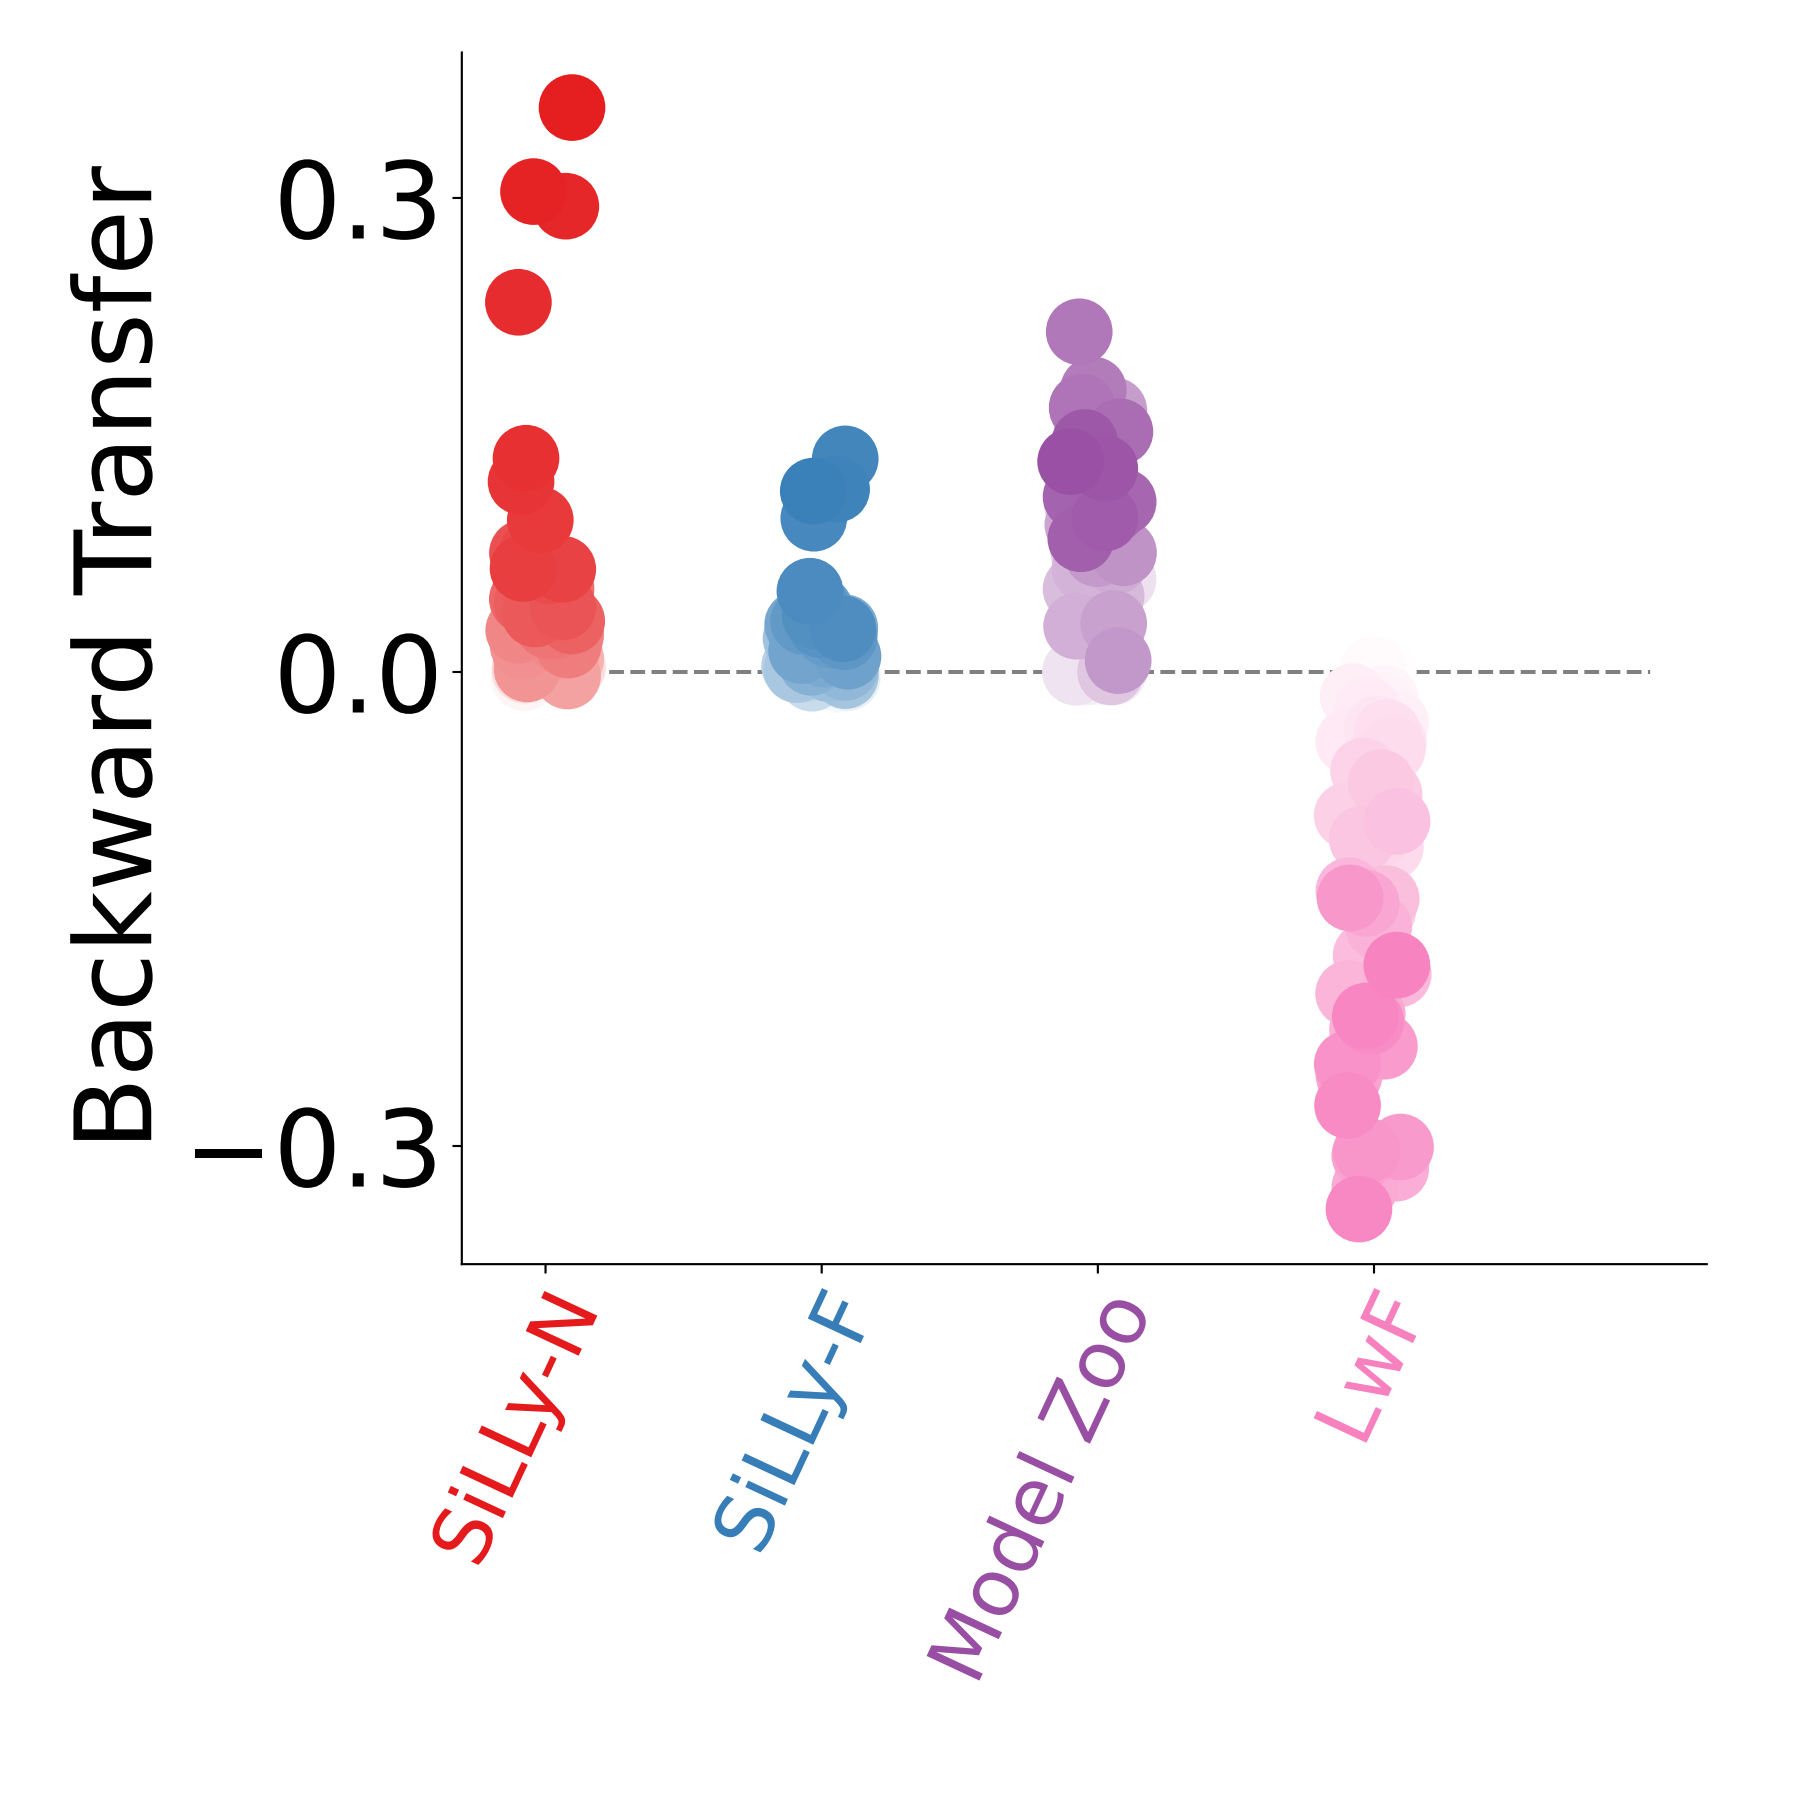 Backward Transfer
0.3
0.0
−0.3
SiLLy-N
SiLLy-F
Model Zoo
LwF